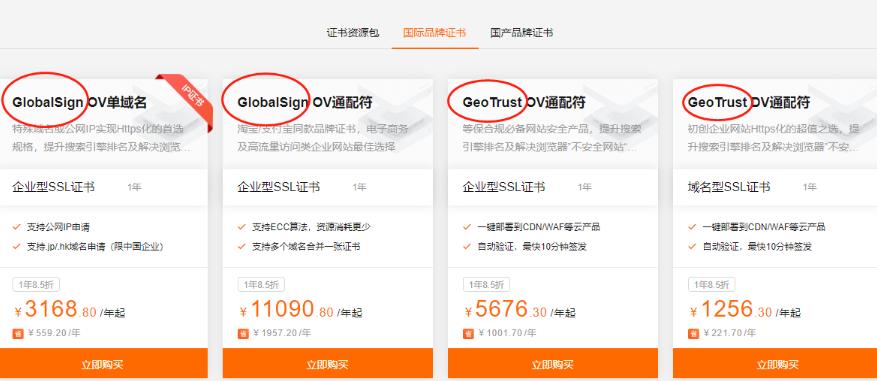 证书资源包 国际品牌证书 国产品牌证书
GlobalSign OV单域名
IP证书
特殊域名或公网IP实现Https化的首选
规格，提升搜索引擎排名及解决浏览...
企业型SSL证书 1年
支持公网IP申请
支持.jp/.hk域名申请（限中国企业）
1年8.5折
¥3168.80 /年起
省 ¥559.20/年
立即购买
GlobalSign OV通配符
淘宝/支付宝同款品牌证书，电子商务
及高流量访问类企业网站最佳选择
企业型SSL证书 1年
支持ECC算法，资源消耗更少
支持多个域名合并一张证书
1年8.5折
¥11090.80 /年起
省 ¥1957.20/年
立即购买
GeoTrust OV通配符
等保合规必备网站安全产品，提升搜索
引擎排名及解决浏览器“不安全网站”...
企业型SSL证书 1年
一键部署到CDN/WAF等云产品
自动验证，最快10分钟签发
1年8.5折
¥5676.30 /年起
省 ¥1001.70/年
立即购买
GeoTrust DV通配符
初创企业网站Https化的超值之选，提
升搜索引擎排名及解决浏览器“不安...
域名型SSL证书 1年
一键部署到CDN/WAF等云产品
自动验证，最快10分钟签发
1年8.5折
¥1256.30 /年起
省 ¥221.70/年
立即购买